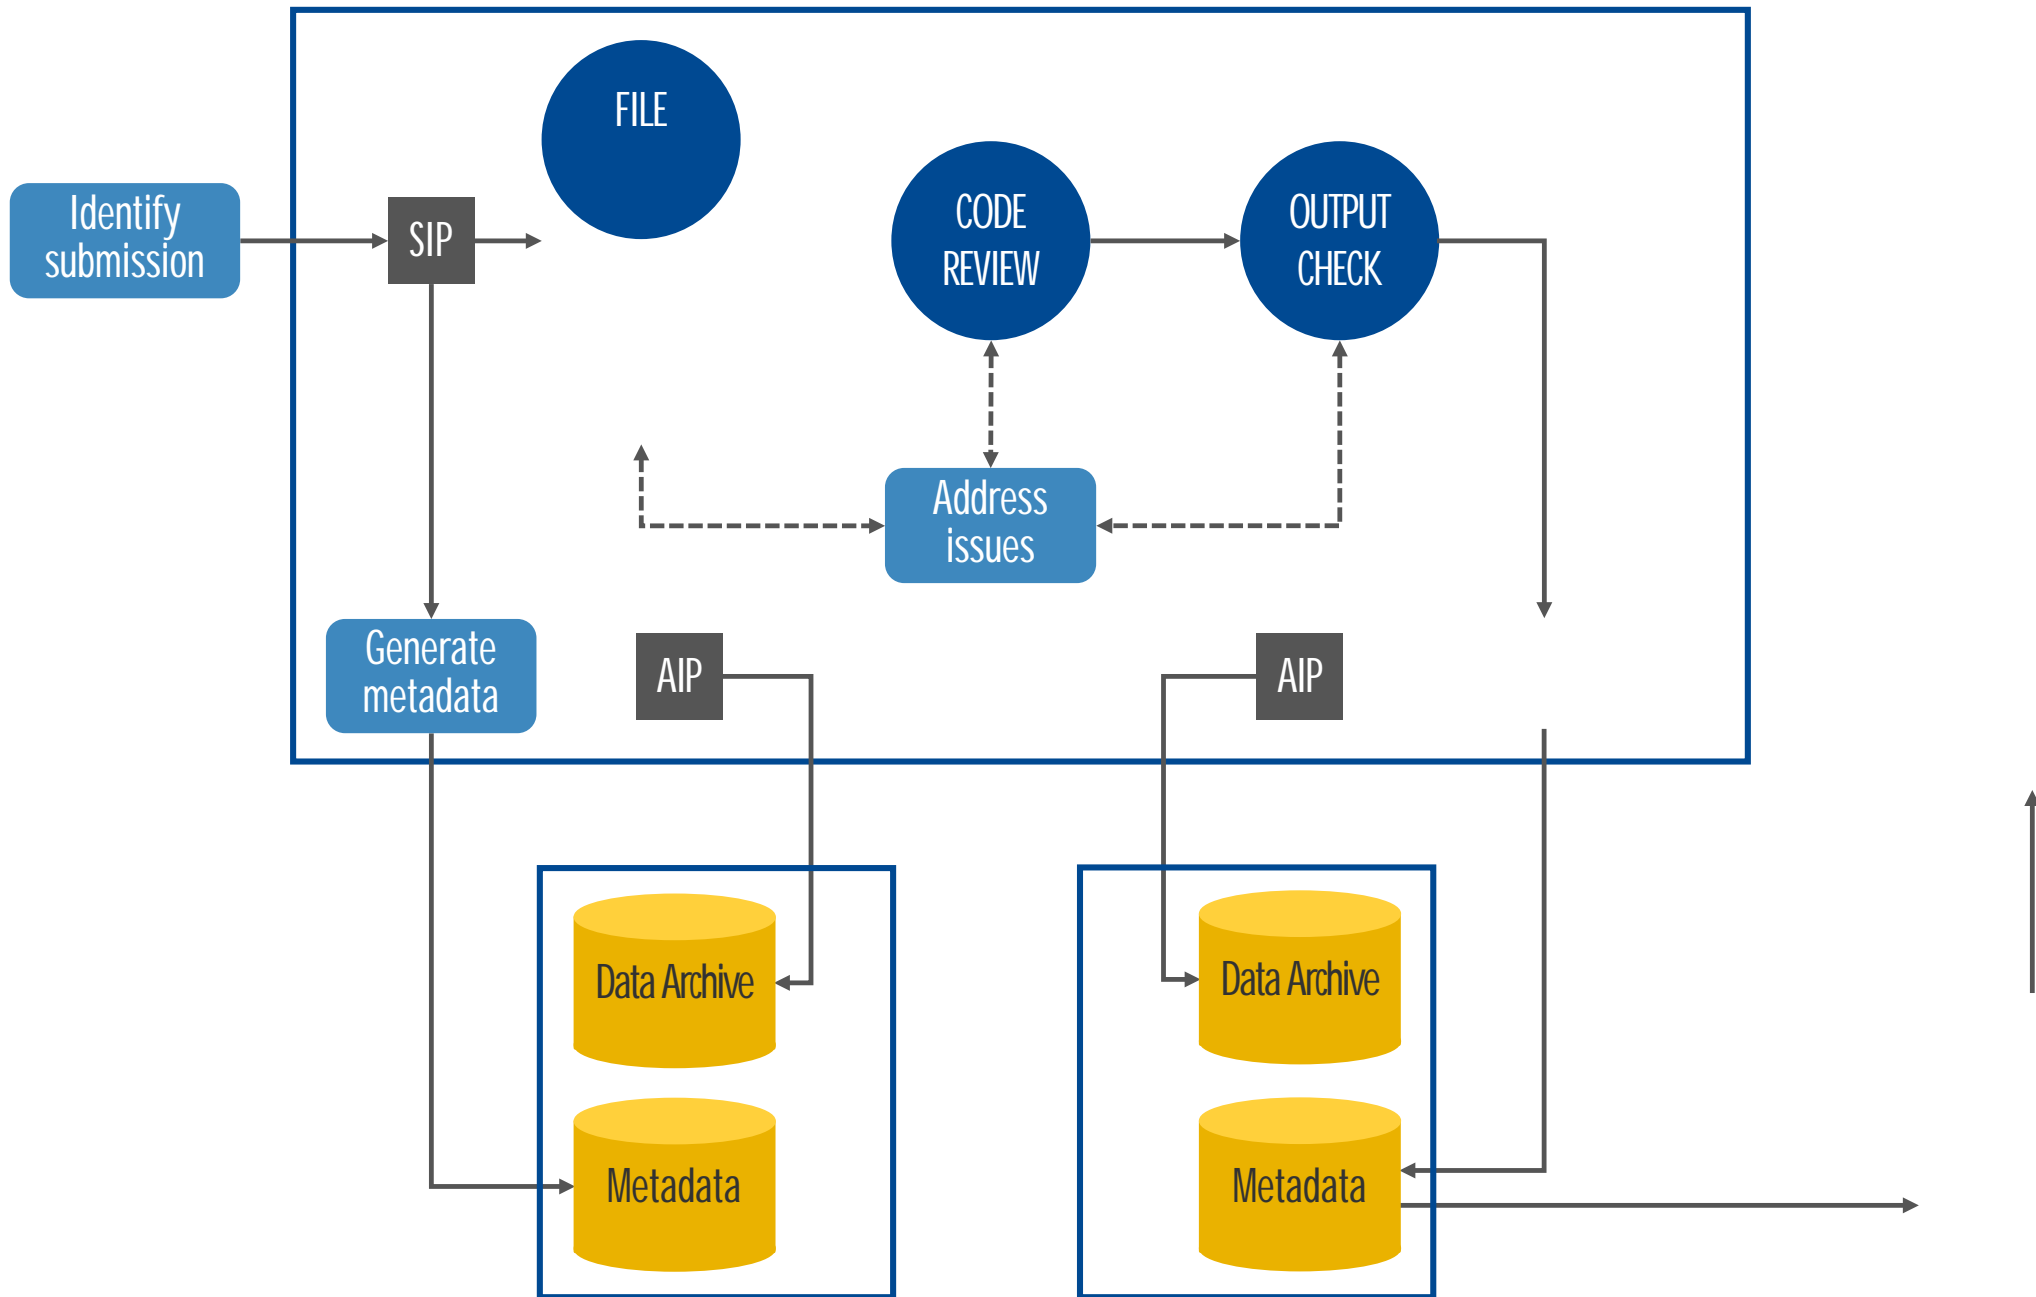 FILE
Identify
submission
SIP
CODE
REVIEW
OUTPUT
CHECK
Address
issues
Generate
metadata
AIP
AIP
Data Archive
Data Archive
Metadata
Metadata